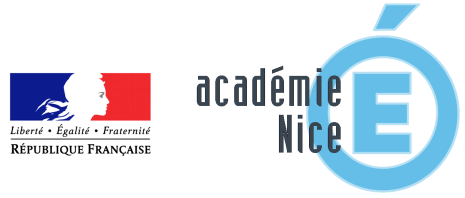 Liberté • Égalité • Fraternité
RÉPUBLIQUE FRANÇAISE
académie
Nice
É